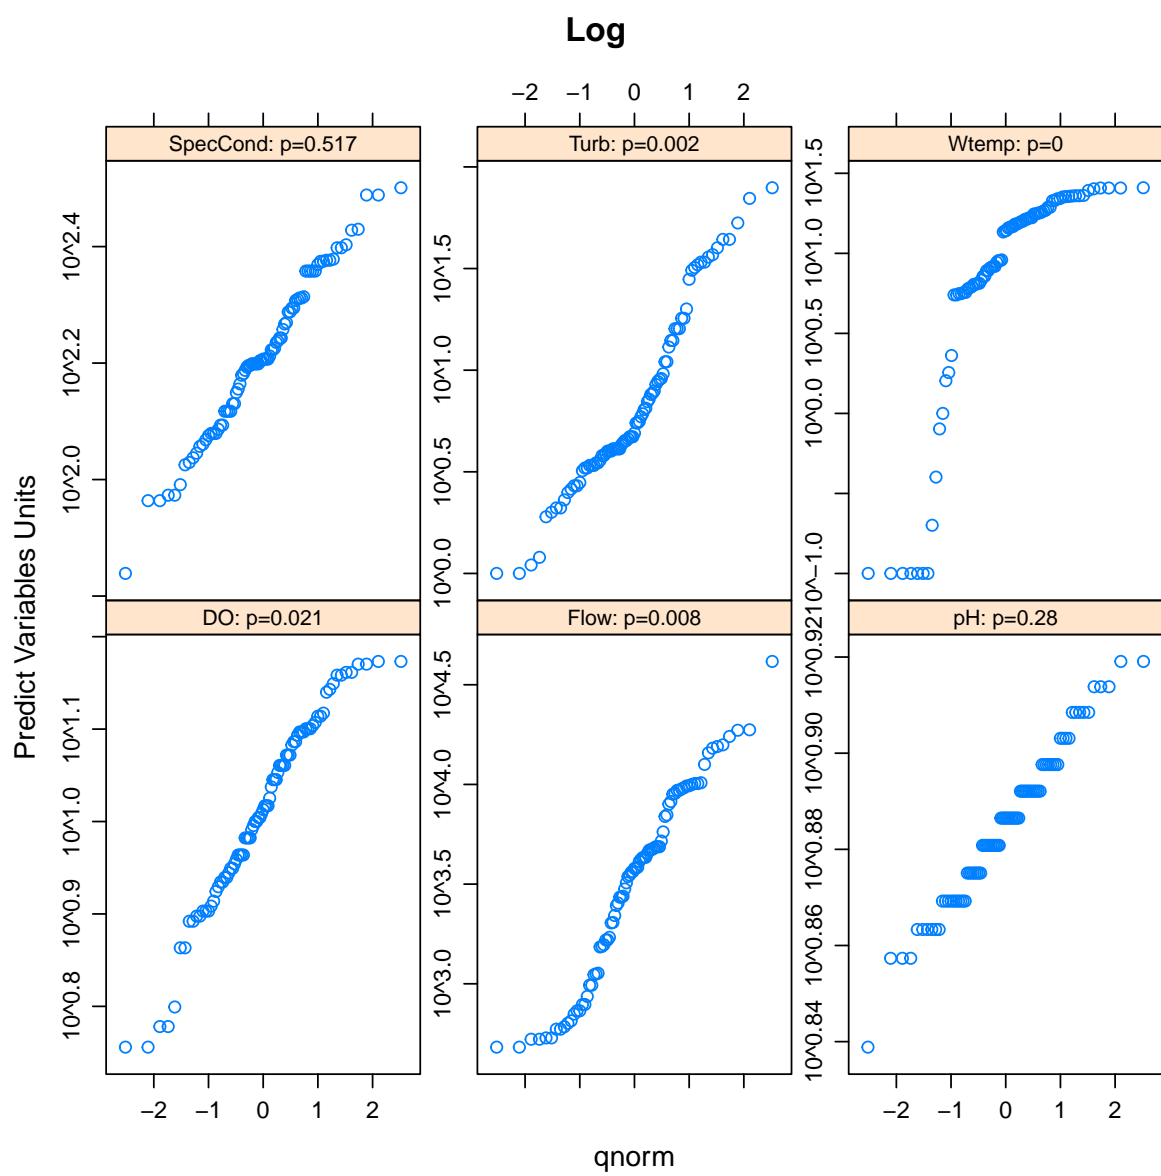 Log
−2 −1 0 1 2
SpecCond: p=0.517
Turb: p=0.002
Wtemp: p=0
10^2.0 10^2.2 10^2.4
10^0.0 10^0.5 10^1.0 10^1.5
10^−1.0 10^0.0 10^0.5 10^1.0 10^1.5
Predict Variables Units
DO: p=0.021
Flow: p=0.008
pH: p=0.28
10^0.8 10^0.9 10^1.0 10^1.1
10^3.0 10^3.5 10^4.0 10^4.5
10^0.84 10^0.86 10^0.88 10^0.90 10^0.92
−2 −1 0 1 2
−2 −1 0 1 2
qnorm